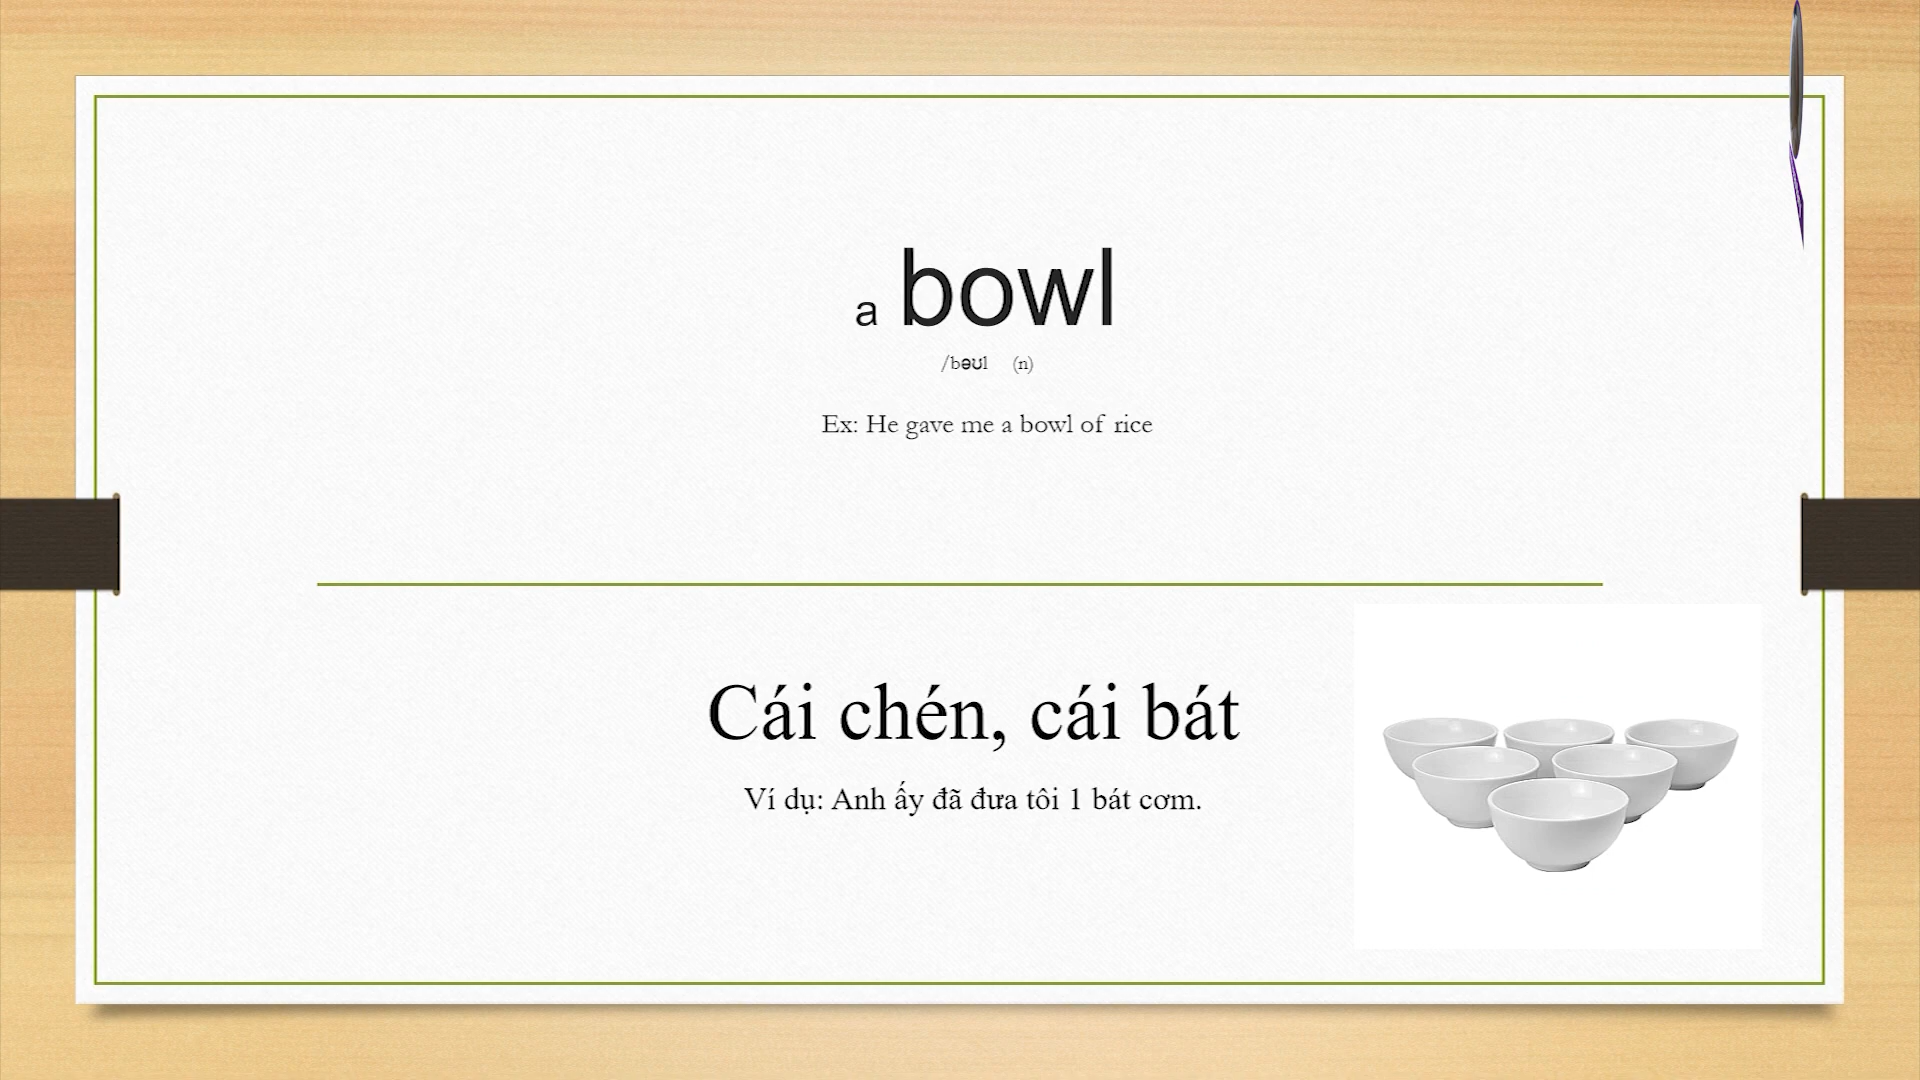 a bowl
/bəʊl (n)
Ex: He gave me a bowl of rice
Cái chén, cái bát
Ví dụ: Anh ấy đã đưa tôi 1 bát cơm.